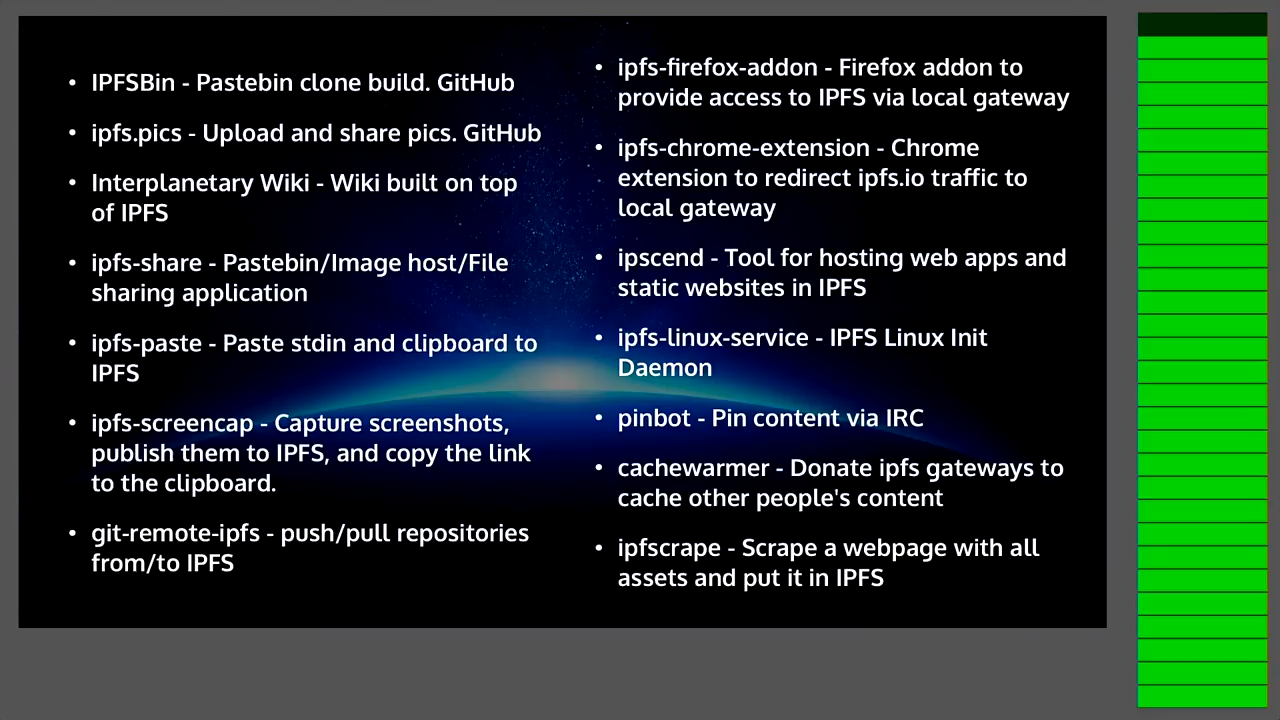 • IPFSBin - Pastebin clone build. GitHub
• ipfs.pics - Upload and share pics. GitHub
• Interplanetary Wiki - Wiki built on top
of IPFS
• ipfs-share - Pastebin/Image host/File
sharing application
• ipfs-paste - Paste stdin and clipboard to
IPFS
• ipfs-screencap - Capture screenshots,
publish them to IPFS, and copy the link
to the clipboard.
• git-remote-ipfs - push/pull repositories
from/to IPFS
• ipfs-firefox-addon - Firefox addon to
provide access to IPFS via local gateway
• ipfs-chrome-extension - Chrome
extension to redirect ipfs.io traffic to
local gateway
• ipscend - Tool for hosting web apps and
static websites in IPFS
• ipfs-linux-service - IPFS Linux Init
Daemon
• pinbot - Pin content via IRC
• cachewarmer - Donate ipfs gateways to
cache other people's content
• ipfscrape - Scrape a webpage with all
assets and put it in IPFS